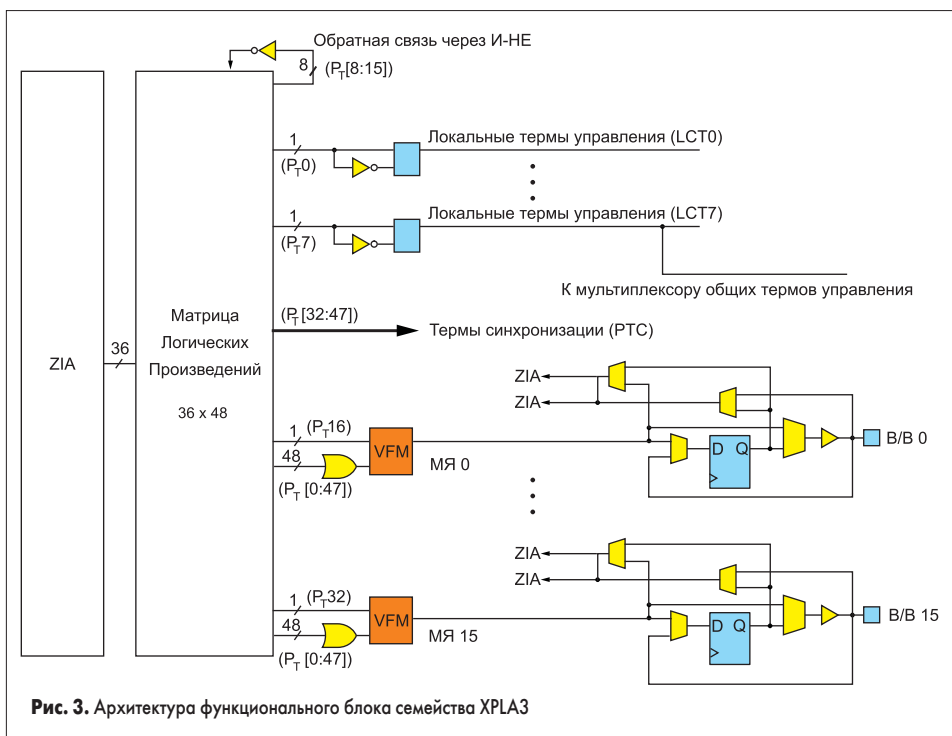 Обратная связь через И-НЕ
8
(PT[8:15])
1
(PT0)
Локальные термы управления (LCT0)
1
(PT7)
Локальные термы управления (LCT7)
К мультиплексору общих термов управления
ZIA
36
Матрица
Логических
Произведений
36 x 48
(PT [32:47])
Термы синхронизации (PTC)
1
(PT16)
48
(PT [0:47])
VFM
МЯ 0
ZIA
ZIA
D Q
В/В 0
1
(PT32)
48
(PT [0:47])
VFM
МЯ 15
ZIA
ZIA
D Q
В/В 15
Рис. 3. Архитектура функционального блока семейства XPLA3